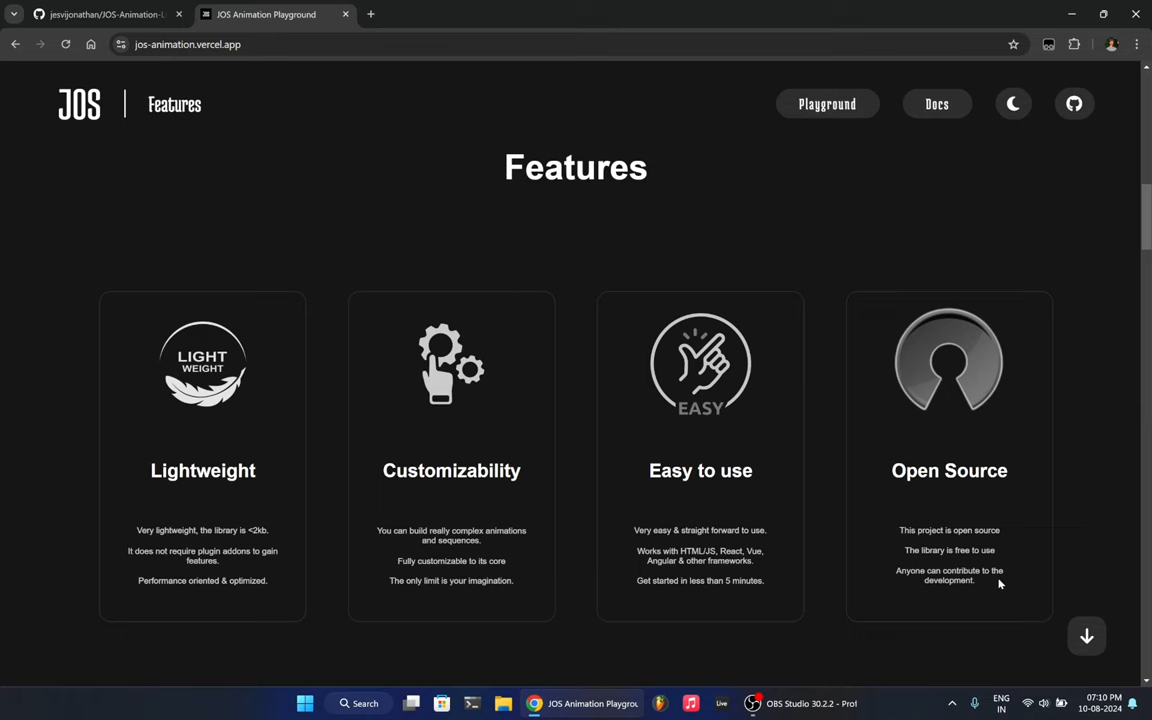 jesvijonathan/JOS-Animation-L
JOS Animation Playground
jos-animation.vercel.app
JOS
Features
Playground
Docs
Features
LIGHT
WEIGHT
EASY
Lightweight
Customizability
Easy to use
Open Source
Very lightweight, the library is <2kb.
It does not require plugin addons to gain
features.
Performance oriented & optimized.
You can build really complex animations
and sequences.
Fully customizable to its core
The only limit is your imagination.
Very easy & straight forward to use.
Works with HTML/JS, React, Vue,
Angular & other frameworks.
Get started in less than 5 minutes.
This project is open source
The library is free to use
Anyone can contribute to the
development.
Search
JOS Animation Playgrou
Live
OBS Studio 30.2.2 - Prof
ENG
IN
07:10 PM
10-08-2024